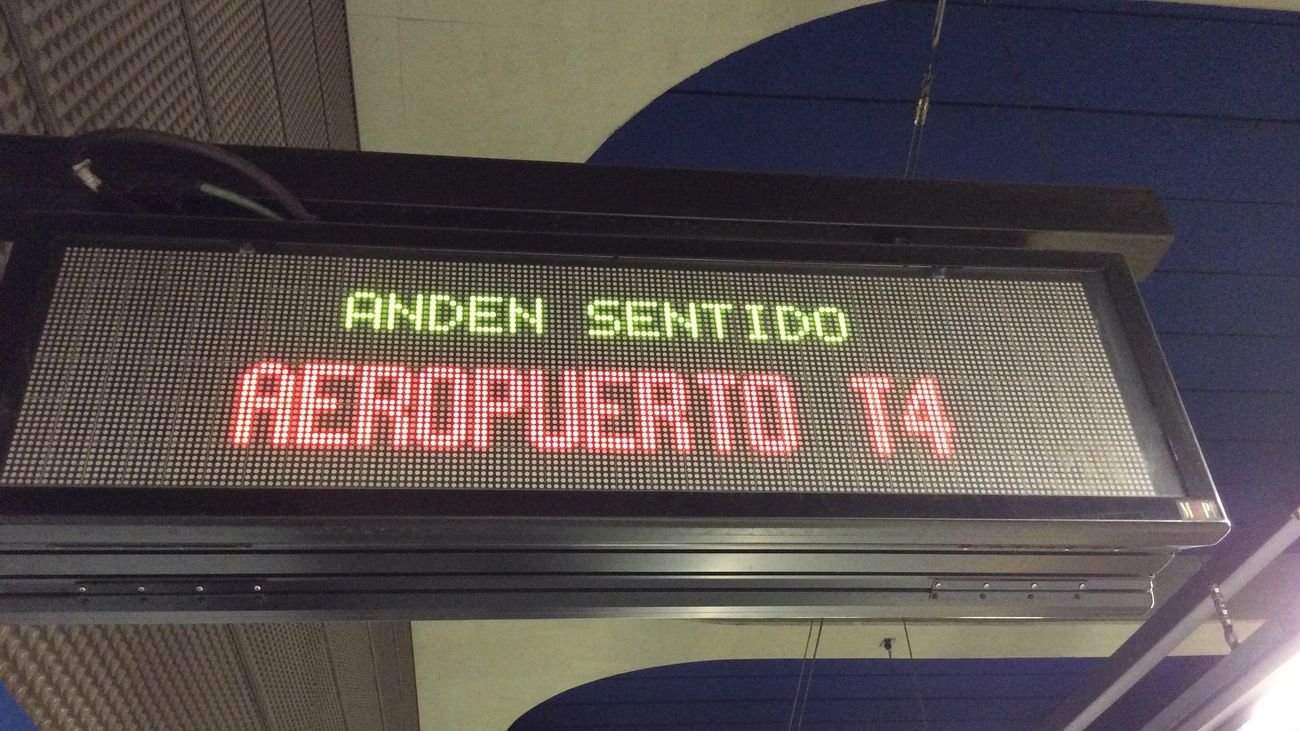 ANDEN SENTIDO
AEROPUERTO T4